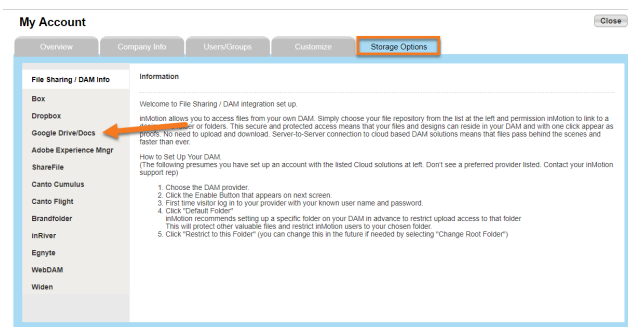 My Account
Close
Overview
Company Info
Users/Groups
Customize
Storage Options
File Sharing / DAM Info
Box
Dropbox
Google Drive/Docs
Adobe Experience Mngr
ShareFile
Canto Cumulus
Canto Flight
Brandfolder
inRiver
Egnyte
WebDAM
Widen
Information
Welcome to File Sharing / DAM integration set up.
inMotion allows you to access files from your own DAM. Simply choose your file repository from the list at the left and permission inMotion to link to a
or folders. This secure and protected access means that your files and designs can reside in your DAM and with one click appear as
proofs. No need to upload and download. Server-to-Server connection to cloud based DAM solutions means that files pass behind the scenes and
faster than ever.
How to Set Up Your DAM.
(The following presumes you have set up an account with the listed Cloud solutions at left. Don't see a preferred provider listed. Contact your inMotion
support rep)
1. Choose the DAM provider.
2. Click the Enable Button that appears on next screen.
3. First time visitor log in to your provider with your known user name and password.
4. Click "Default Folder"
inMotion recommends setting up a specific folder on your DAM in advance to restrict upload access to that folder
This will protect other valuable files and restrict inMotion users to your chosen folder.
5. Click "Restrict to this Folder" (you can change this in the future if needed by selecting "Change Root Folder")